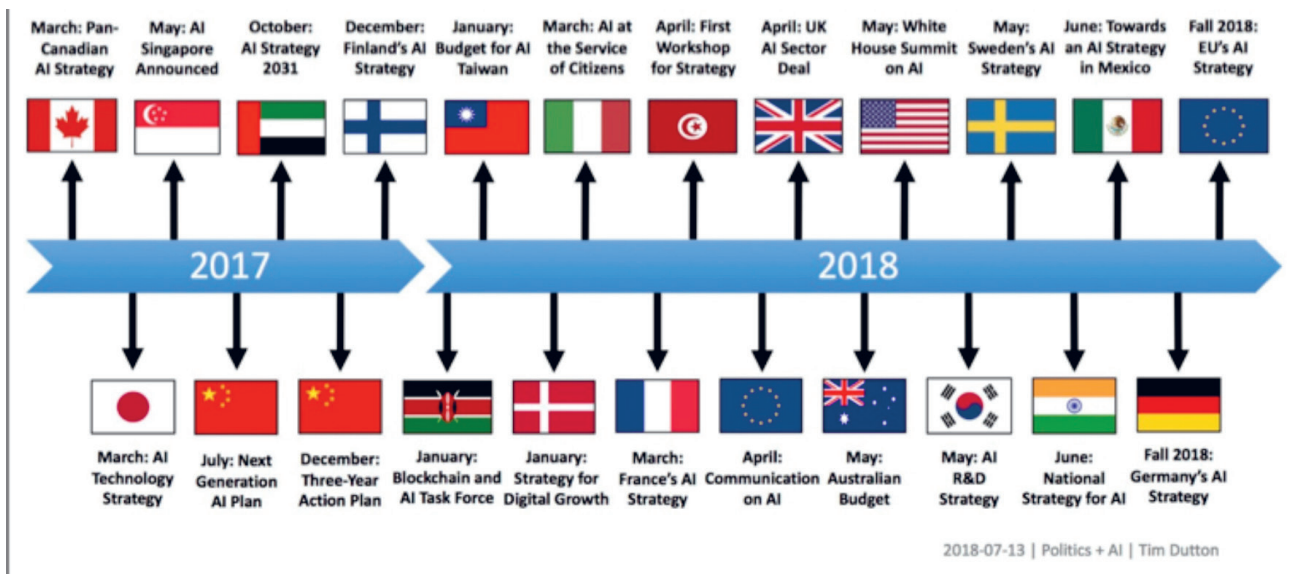 March: Pan-
Canadian
AI Strategy
May: AI
Singapore
Announced
October:
AI Strategy
2031
December:
Finland's AI
Strategy
January:
Budget for AI
Taiwan
March: AI at
the Service
of Citizens
April: First
Workshop
for Strategy
April: UK
AI Sector
Deal
May: White
House Summit
on AI
May:
Sweden's AI
Strategy
June: Towards
an AI Strategy
in Mexico
Fall 2018:
EU's AI
Strategy
2017
2018
March: AI
Technology
Strategy
July: Next
Generation
AI Plan
December:
Three-Year
Action Plan
January:
Blockchain and
AI Task Force
January:
Strategy for
Digital Growth
March:
France's AI
Strategy
April:
Communication
on AI
May:
Australian
Budget
May: AI
R&D
Strategy
June:
National
Strategy for AI
Fall 2018:
Germany's AI
Strategy
2018-07-13 | Politics + AI | Tim Dutton